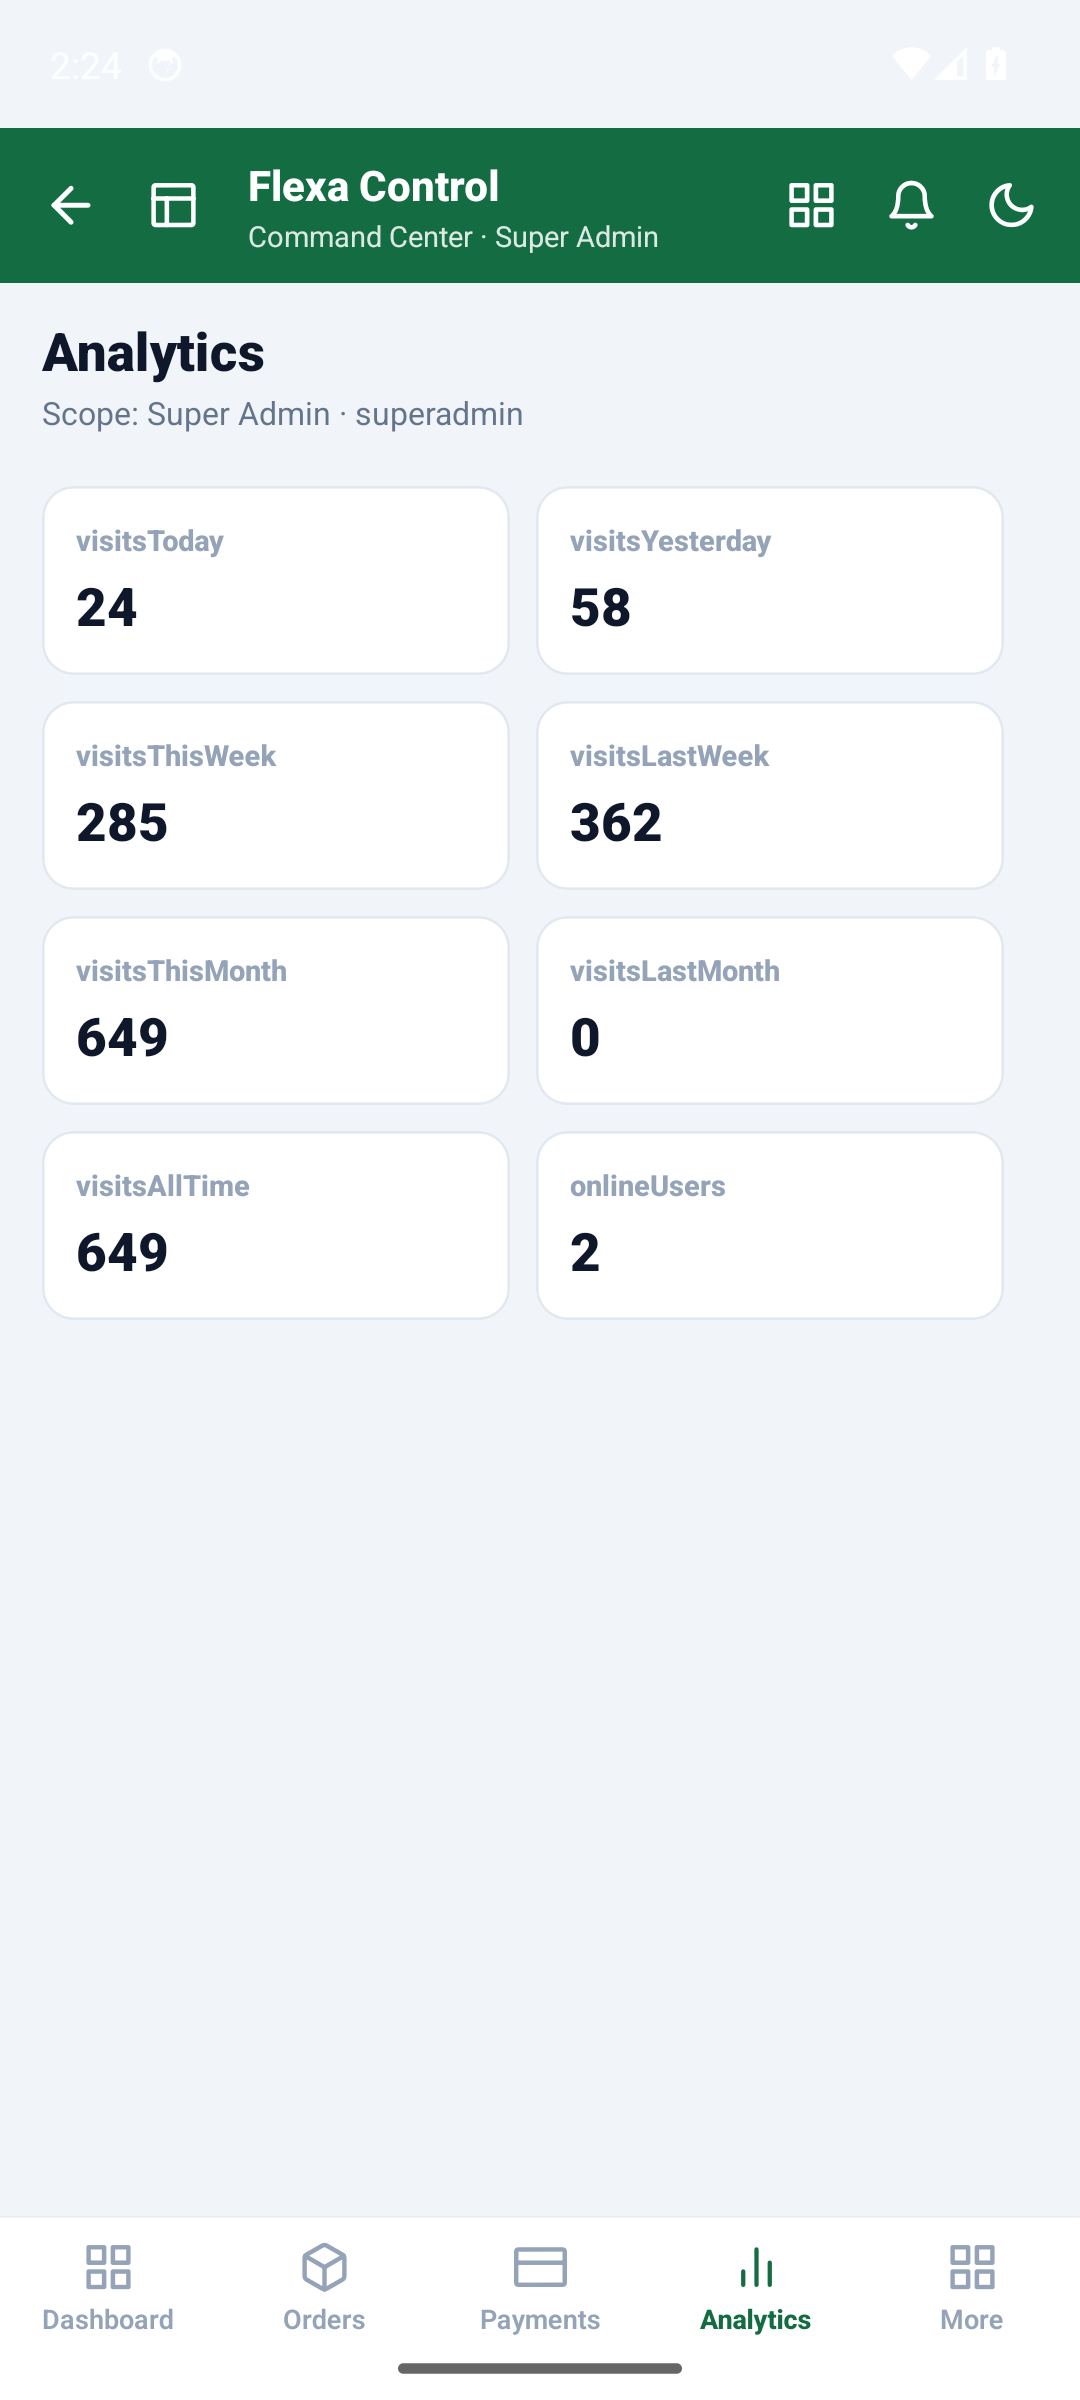 2:24
Flexa Control
Command Center · Super Admin
Analytics
Scope: Super Admin · superadmin
visitsToday
24
visitsYesterday
58
visitsThisWeek
285
visitsLastWeek
362
visitsThisMonth
649
visitsLastMonth
0
visitsAllTime
649
onlineUsers
2
Dashboard
Orders
Payments
Analytics
More